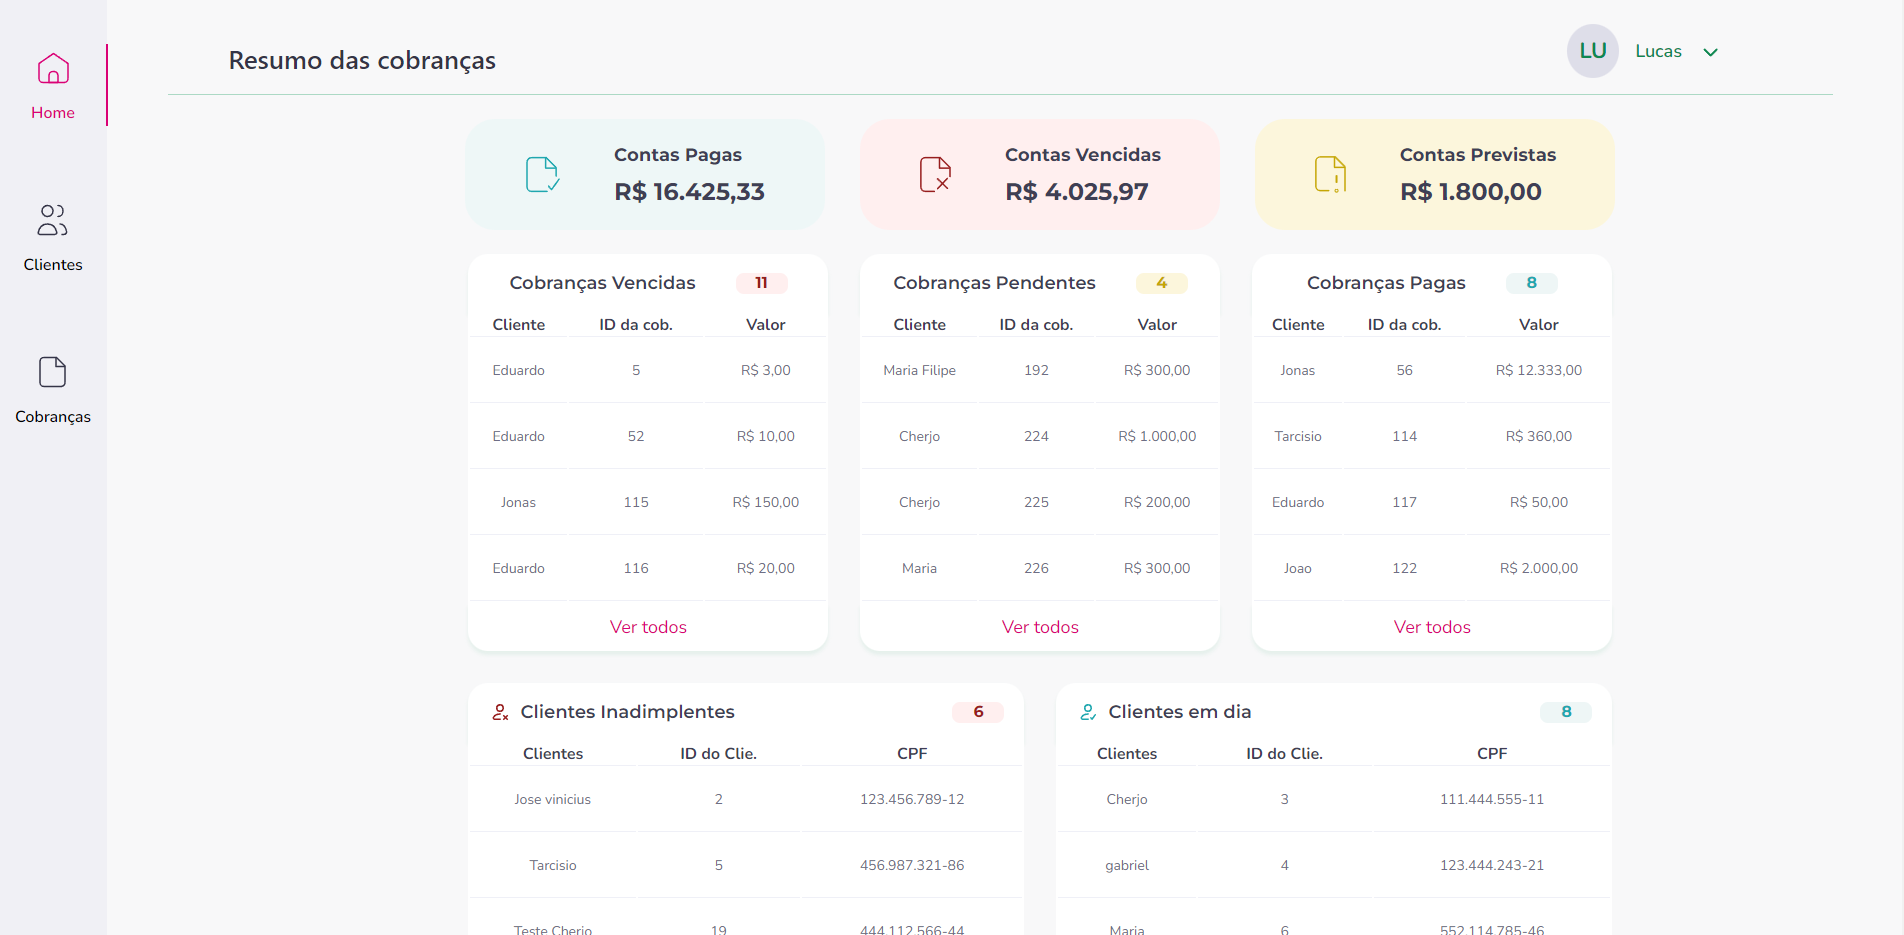 Home
Clientes
Cobranças
Resumo das cobranças
LU Lucas
Contas Pagas
R$ 16.425,33
Contas Vencidas
R$ 4.025,97
Contas Previstas
R$ 1.800,00
Cobranças Vencidas 11
Cliente ID da cob. Valor
Eduardo 5 R$ 3,00
Eduardo 52 R$ 10,00
Jonas 115 R$ 150,00
Eduardo 116 R$ 20,00
Ver todos
Cobranças Pendentes 4
Cliente ID da cob. Valor
Maria Filipe 192 R$ 300,00
Cherjo 224 R$ 1.000,00
Cherjo 225 R$ 200,00
Maria 226 R$ 300,00
Ver todos
Cobranças Pagas 8
Cliente ID da cob. Valor
Jonas 56 R$ 12.333,00
Tarcisio 114 R$ 360,00
Eduardo 117 R$ 50,00
Joao 122 R$ 2.000,00
Ver todos
Clientes Inadimplentes 6
Clientes ID do Clie. CPF
Jose vinicius 2 123.456.789-12
Tarcisio 5 456.987.321-86
Teste Cherjo 19 444.112.566-44
Clientes em dia 8
Clientes ID do Clie. CPF
Cherjo 3 111.444.555-11
gabriel 4 123.444.243-21
Maria 6 552.114.785-46